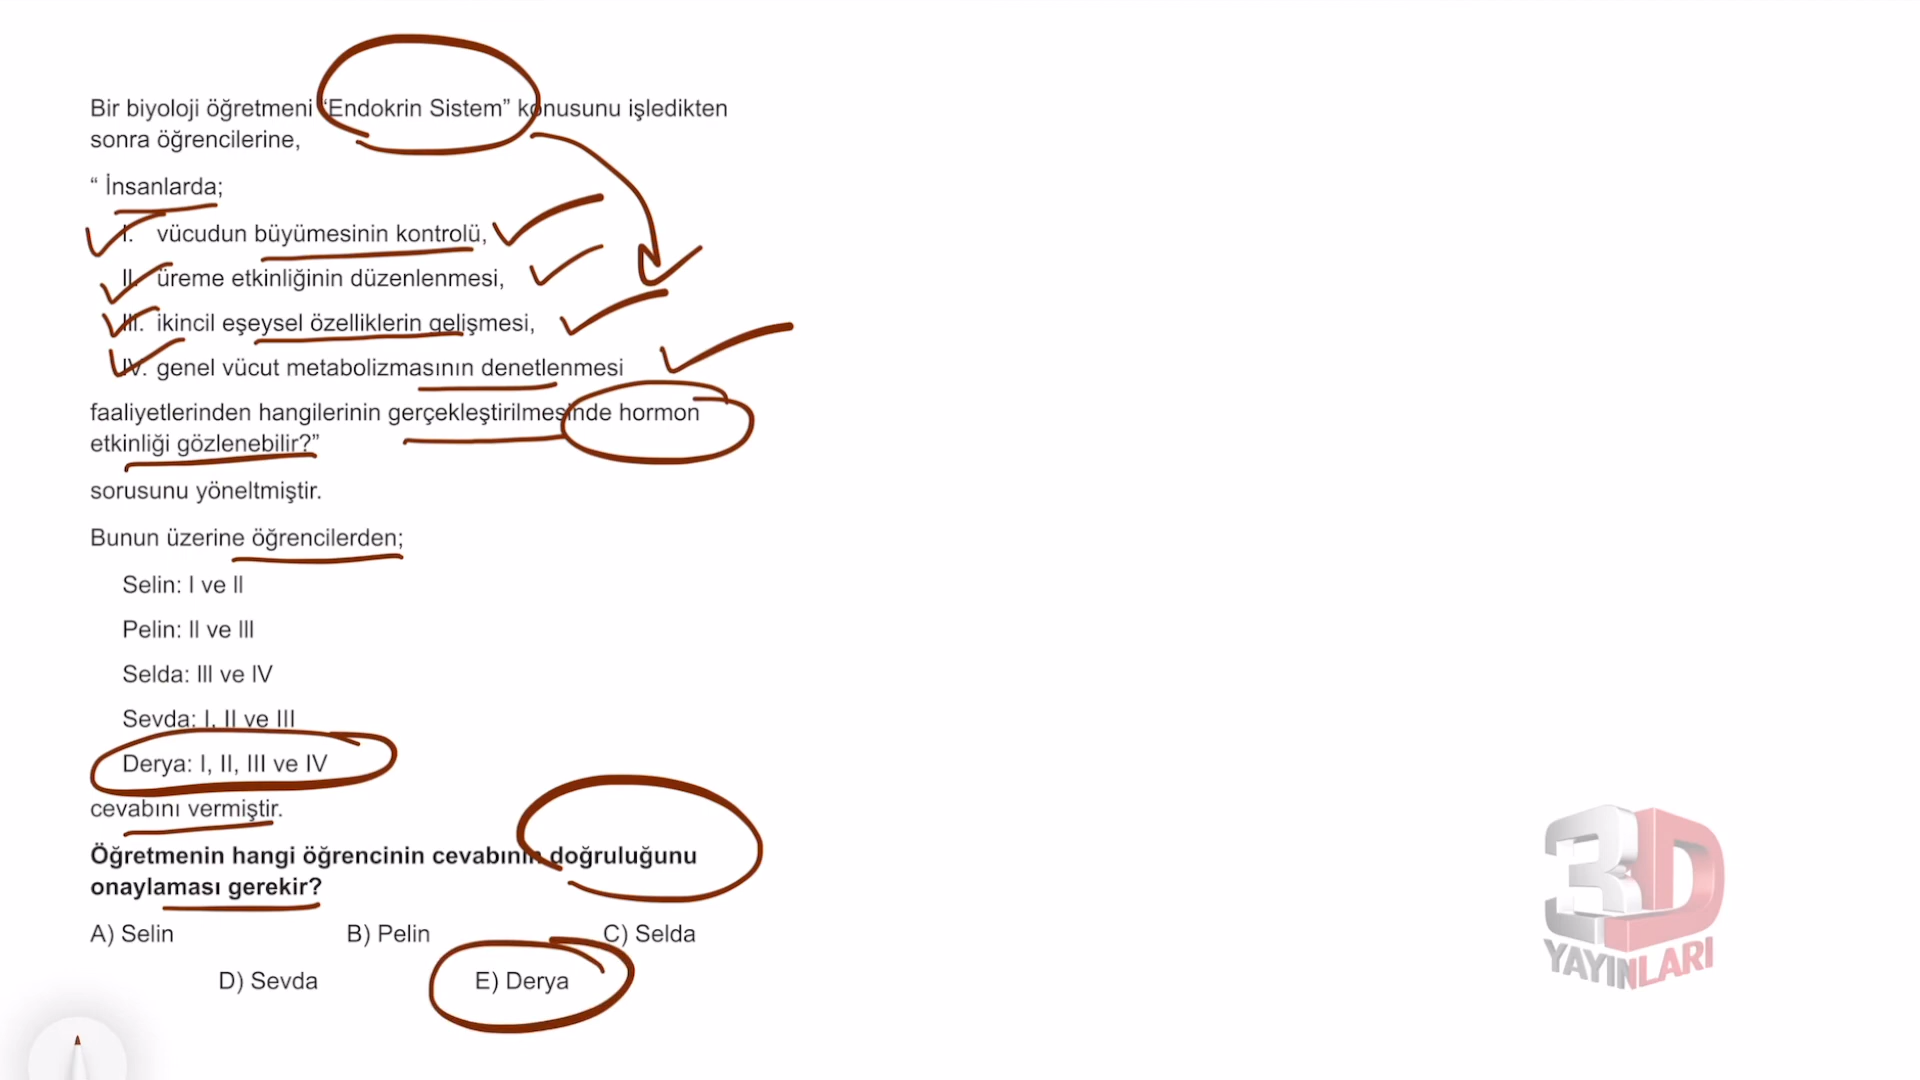 Bir biyoloji öğretmeni “Endokrin Sistem” konusunu işledikten
sonra öğrencilerine,
“ İnsanlarda;
I. vücudun büyümesinin kontrolü,
II. üreme etkinliğinin düzenlenmesi,
III. ikincil eşeysel özelliklerin gelişmesi,
IV. genel vücut metabolizmasının denetlenmesi
faaliyetlerinden hangilerinin gerçekleştirilmesinde hormon
etkinliği gözlenebilir?”
sorusunu yöneltmiştir.
Bunun üzerine öğrencilerden;
Selin: I ve II
Pelin: II ve III
Selda: III ve IV
Sevda: I, II ve III
Derya: I, II, III ve IV
cevabını vermiştir.
Öğretmenin hangi öğrencinin cevabının doğruluğunu
onaylaması gerekir?
A) Selin B) Pelin C) Selda
D) Sevda E) Derya
3D
YAYINLARI